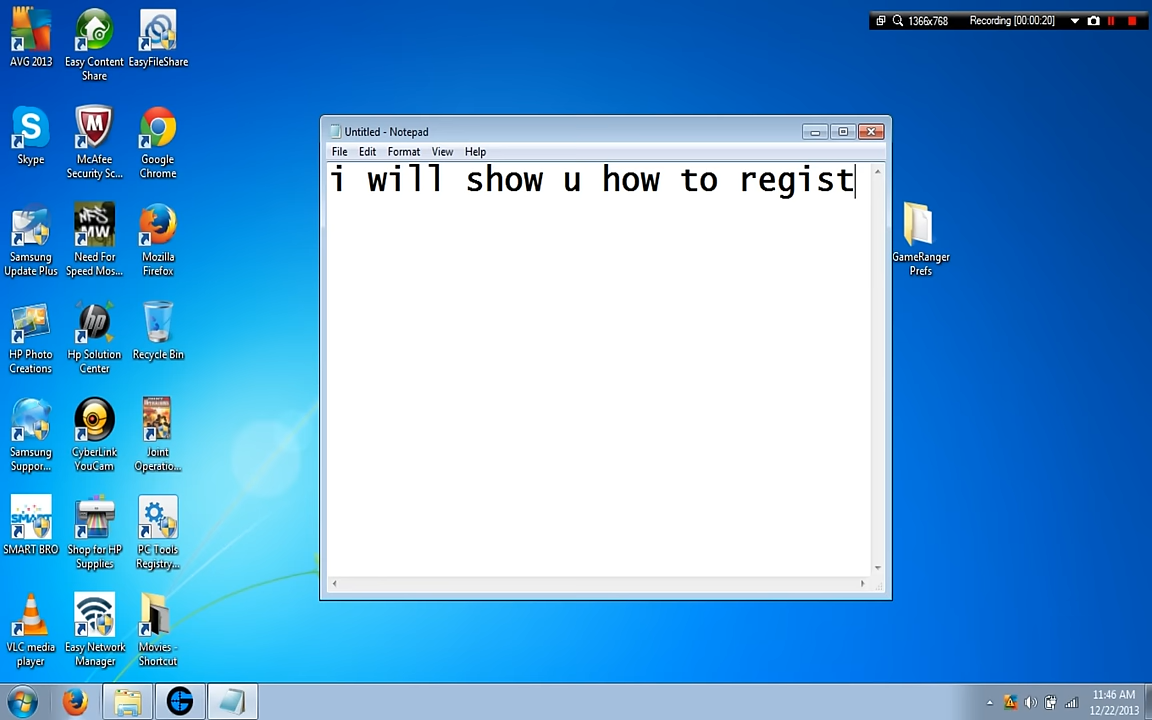 1366x768 Recording [00:00:20]
AVG 2013
Easy Content
Share
EasyFileShare
Skype
McAfee
Security Sc...
Google
Chrome
Samsung
Update Plus
NFS
MW
Need For
Speed Mos...
Mozilla
Firefox
HP Photo
Creations
Hp Solution
Center
Recycle Bin
Samsung
Suppor...
CyberLink
YouCam
Joint
Operatio...
SMART BRO
Shop for HP
Supplies
PC Tools
Registry...
VLC media
player
Easy Network
Manager
Movies -
Shortcut
Untitled - Notepad
File Edit Format View Help
i will show u how to regist
GameRanger
Prefs
11:46 AM
12/22/2013